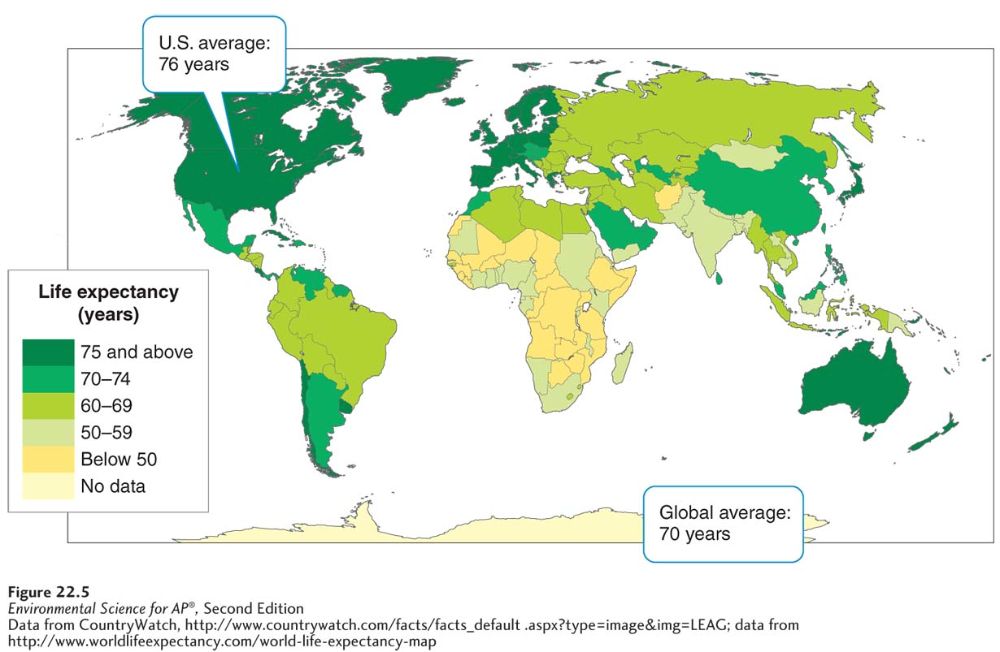 U.S. average:
76 years
Life expectancy
(years)
75 and above
70–74
60–69
50–59
Below 50
No data
Global average:
70 years
Figure 22.5
Environmental Science for AP®, Second Edition
Data from CountryWatch, http://www.countrywatch.com/facts/facts_default .aspx?type=image&img=LEAG; data from
http://www.worldlifeexpectancy.com/world-life-expectancy-map